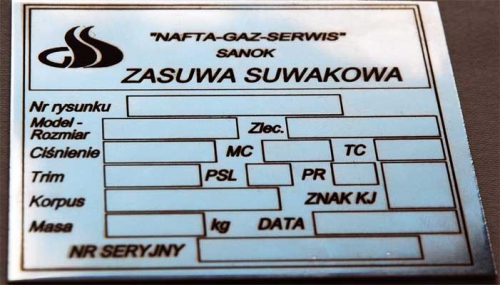 "NAFTA-GAZ-SERWIS"
SANOK
ZASUWA SUWAKOWA
Nr rysunku
Model -
Rozmiar Zlec.
Ciśnienie MC TC
Trim PSL PR
Korpus ZNAK KJ
Masa kg DATA
NR SERYJNY